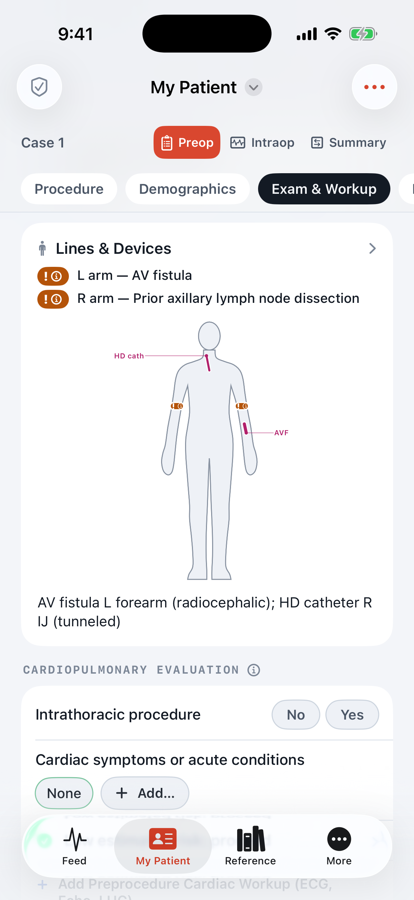 9:41
My Patient
Case 1
Preop
Intraop
Summary
Procedure
Demographics
Exam & Workup
Lines & Devices
! L arm — AV fistula
! R arm — Prior axillary lymph node dissection
HD cath
AVF
AV fistula L forearm (radiocephalic); HD catheter R
IJ (tunneled)
CARDIOPULMONARY EVALUATION
Intrathoracic procedure
No
Yes
Cardiac symptoms or acute conditions
None
+ Add...
Feed
My Patient
Reference
More
+ Add Preprocedure Cardiac Workup (ECG,